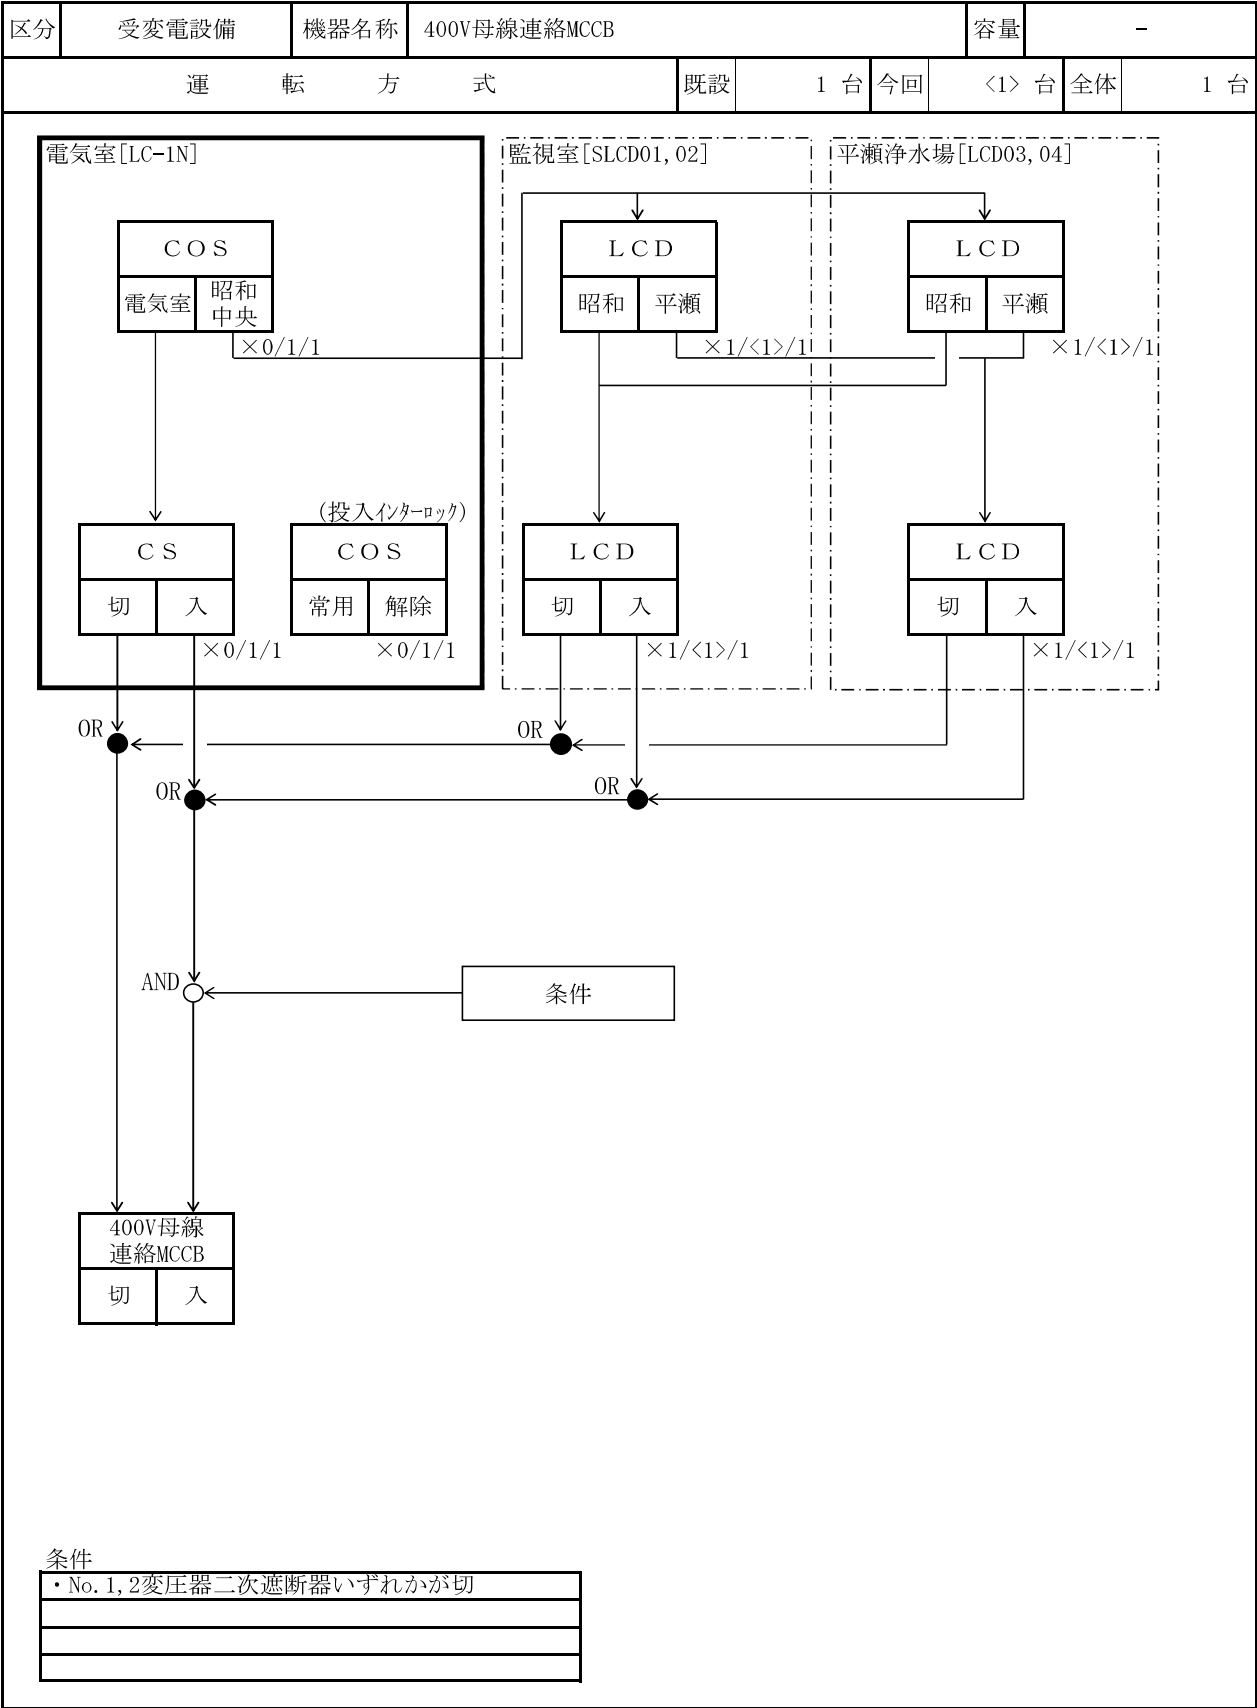 区分 受変電設備 機器名称 400V母線連絡MCCB 容量 －
運 転 方 式 既設 1 台 今回 <1> 台 全体 1 台
電気室[LC-1N] 監視室[SLCD01,02] 平瀬浄水場[LCD03,04]
ＣＯＳ ＬＣＤ ＬＣＤ
電気室 昭和 昭和 平瀬 昭和 平瀬
中央
×0/1/1 ×1/<1>/1 ×1/<1>/1
(投入ｲﾝﾀｰﾛｯｸ)
ＣＳ ＣＯＳ ＬＣＤ ＬＣＤ
切 入 常用 解除 切 入 切 入
×0/1/1 ×0/1/1 ×1/<1>/1 ×1/<1>/1
OR OR
OR OR
AND 条件
400V母線
連絡MCCB
切 入
条件
・No.1,2変圧器二次遮断器いずれかが切